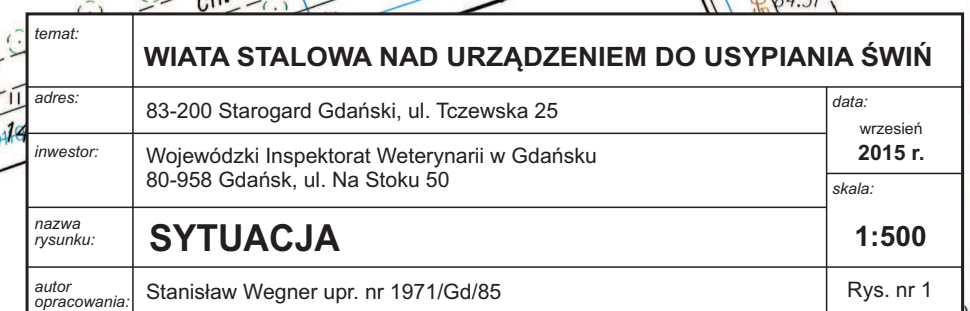 temat:
WIATA STALOWA NAD URZĄDZENIEM DO USYPIANIA ŚWIŃ
adres:
83-200 Starogard Gdański, ul. Tczewska 25
data:
wrzesień
2015 r.
inwestor:
Wojewódzki Inspektorat Weterynarii w Gdańsku
80-958 Gdańsk, ul. Na Stoku 50
skala:
1:500
nazwa
rysunku:
SYTUACJA
autor
opracowania:
Stanisław Wegner upr. nr 1971/Gd/85
Rys. nr 1